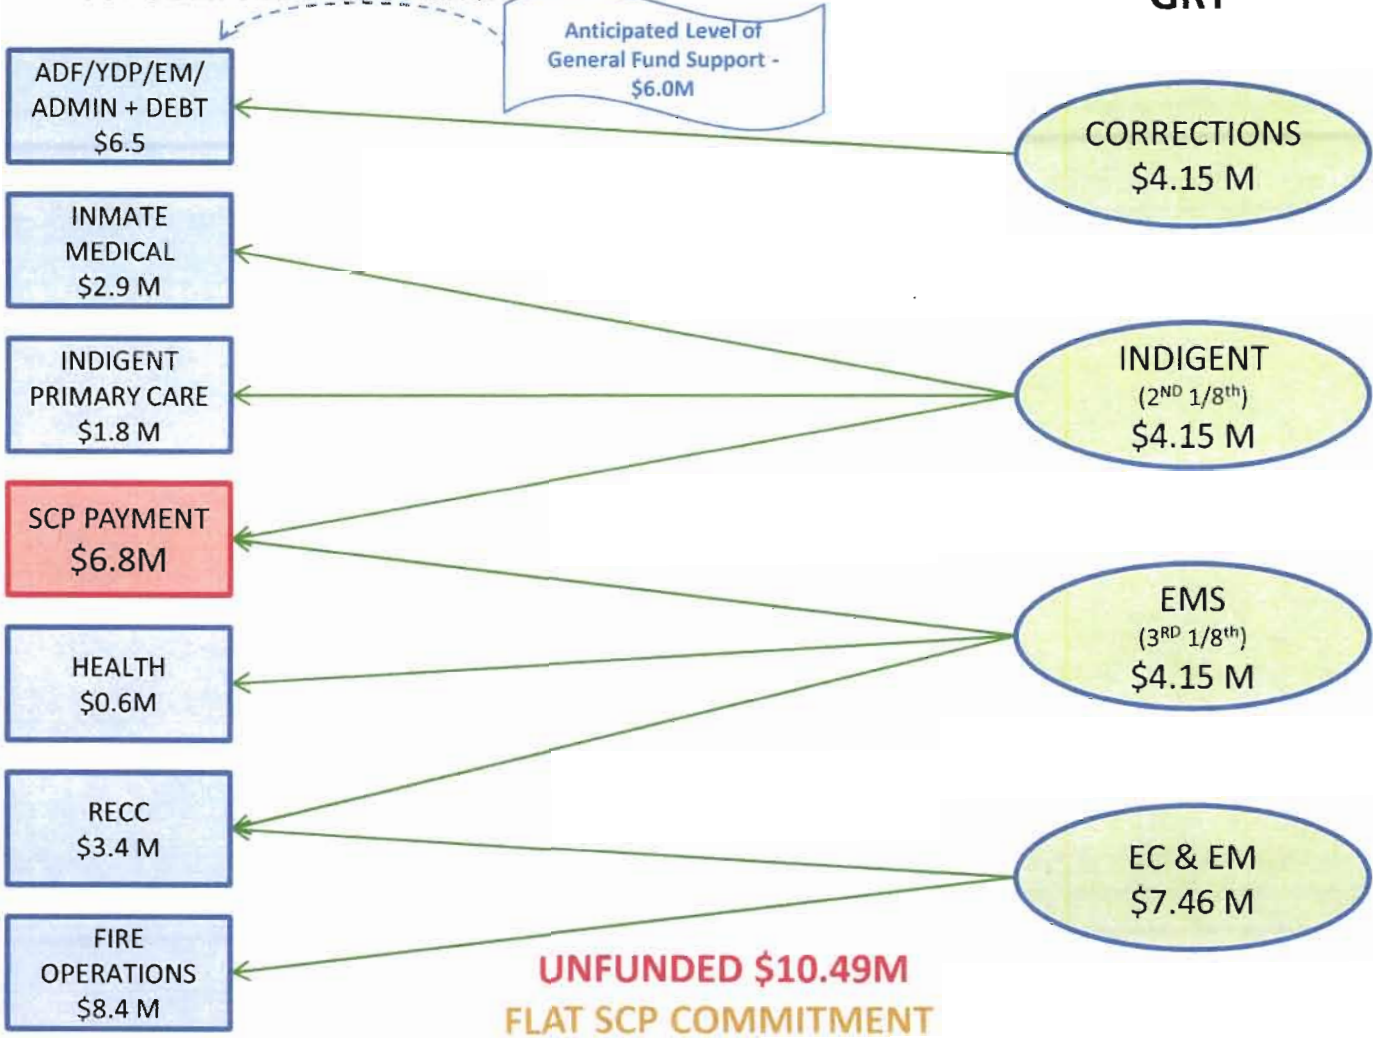 Anticipated Level of
General Fund Support -
$6.0M
ADF/YDP/EM/
ADMIN + DEBT
$6.5
CORRECTIONS
$4.15 M
INMATE
MEDICAL
$2.9 M
INDIGENT
PRIMARY CARE
$1.8 M
INDIGENT
(2ND 1/8th)
$4.15 M
SCP PAYMENT
$6.8M
EMS
(3RD 1/8th)
$4.15 M
HEALTH
$0.6M
RECC
$3.4 M
EC & EM
$7.46 M
FIRE
OPERATIONS
$8.4 M
UNFUNDED $10.49M
FLAT SCP COMMITMENT